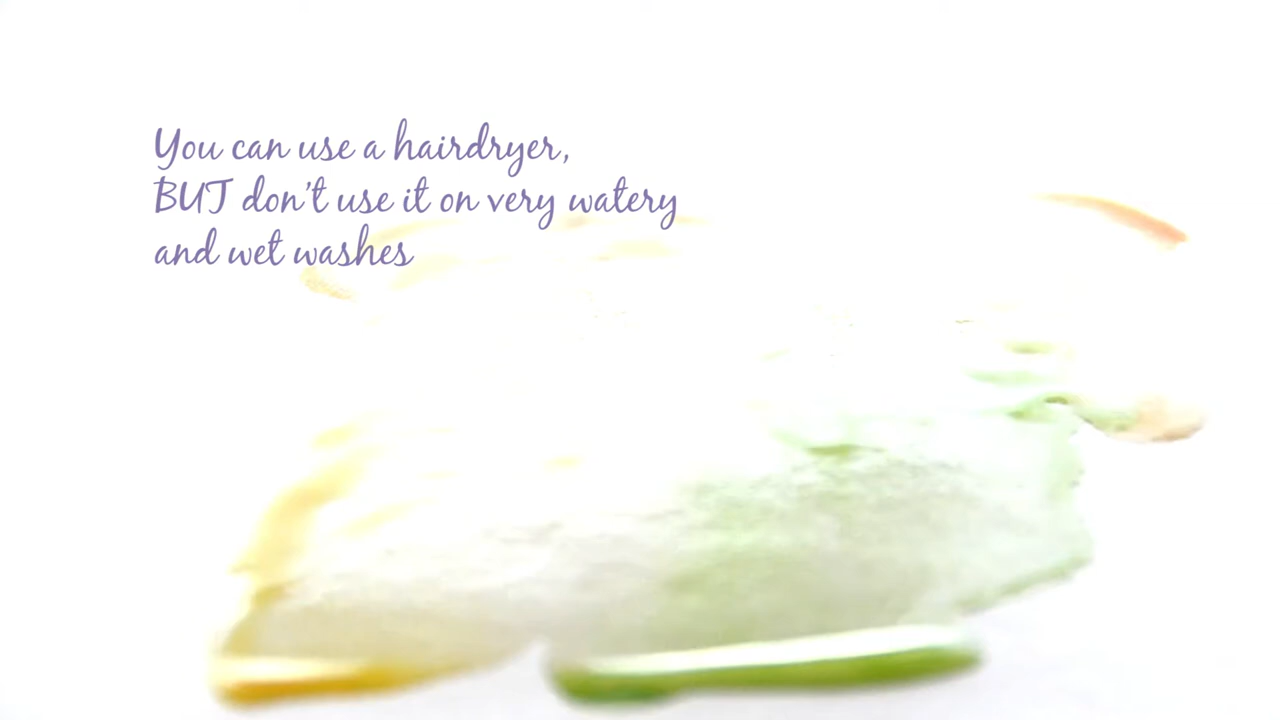 You can use a hairdryer,
BUT don't use it on very watery
and wet washes